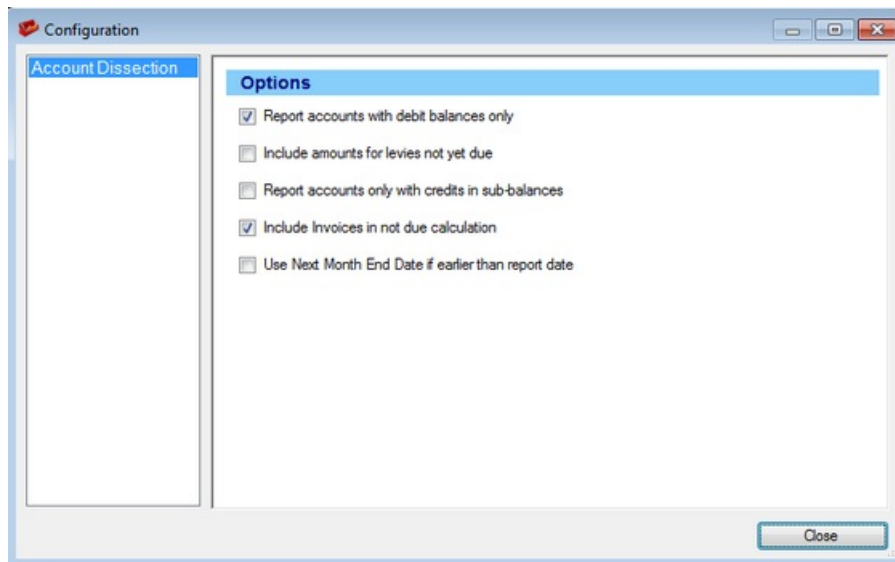 Configuration
Account Dissection
Options
Report accounts with debit balances only
Include amounts for levies not yet due
Report accounts only with credits in sub-balances
Include Invoices in not due calculation
Use Next Month End Date if earlier than report date
Close